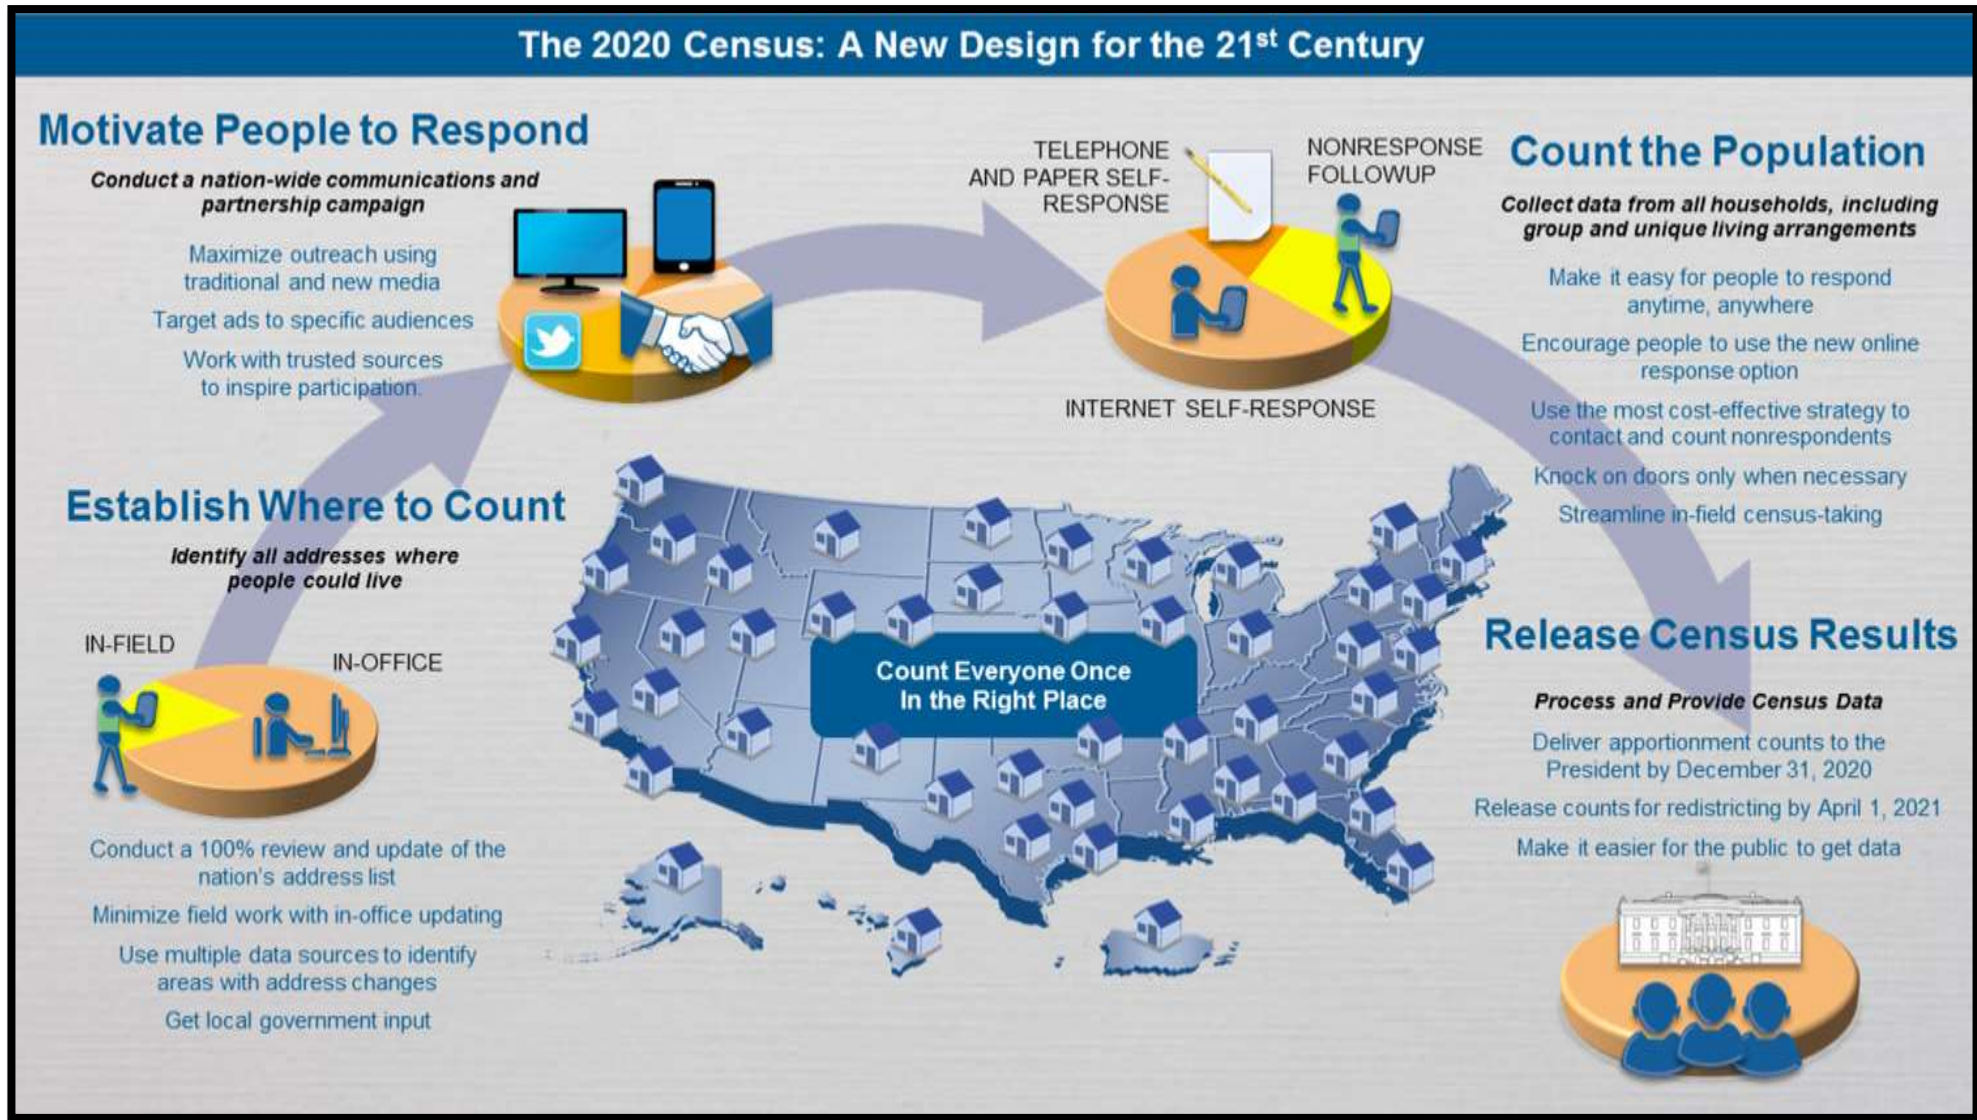 The 2020 Census: A New Design for the 21st Century
Motivate People to Respond
Conduct a nation-wide communications and
partnership campaign
Maximize outreach using
traditional and new media
Target ads to specific audiences
Work with trusted sources
to inspire participation.
TELEPHONE
AND PAPER SELF-
RESPONSE
NONRESPONSE
FOLLOWUP
INTERNET SELF-RESPONSE
Count the Population
Collect data from all households, including
group and unique living arrangements
Make it easy for people to respond
anytime, anywhere
Encourage people to use the new online
response option
Use the most cost-effective strategy to
contact and count nonrespondents
Knock on doors only when necessary
Streamline in-field census-taking
Establish Where to Count
Identify all addresses where
people could live
IN-FIELD
IN-OFFICE
Conduct a 100% review and update of the
nation's address list
Minimize field work with in-office updating
Use multiple data sources to identify
areas with address changes
Get local government input
Count Everyone Once
In the Right Place
Release Census Results
Process and Provide Census Data
Deliver apportionment counts to the
President by December 31, 2020
Release counts for redistricting by April 1, 2021
Make it easier for the public to get data